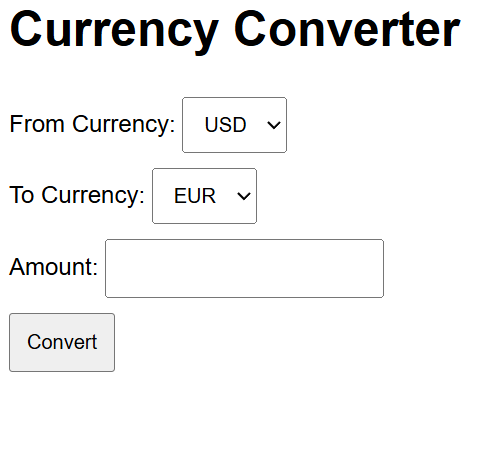 Currency Converter
From Currency: USD
To Currency: EUR
Amount:
Convert